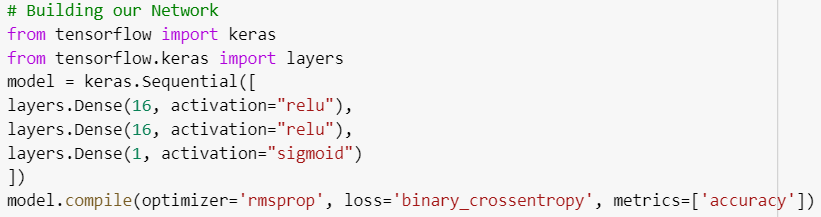 # Building our Network
from tensorflow import keras
from tensorflow.keras import layers
model = keras.Sequential([
layers.Dense(16, activation="relu"),
layers.Dense(16, activation="relu"),
layers.Dense(1, activation="sigmoid")
])
model.compile(optimizer='rmsprop', loss='binary_crossentropy', metrics=['accuracy'])